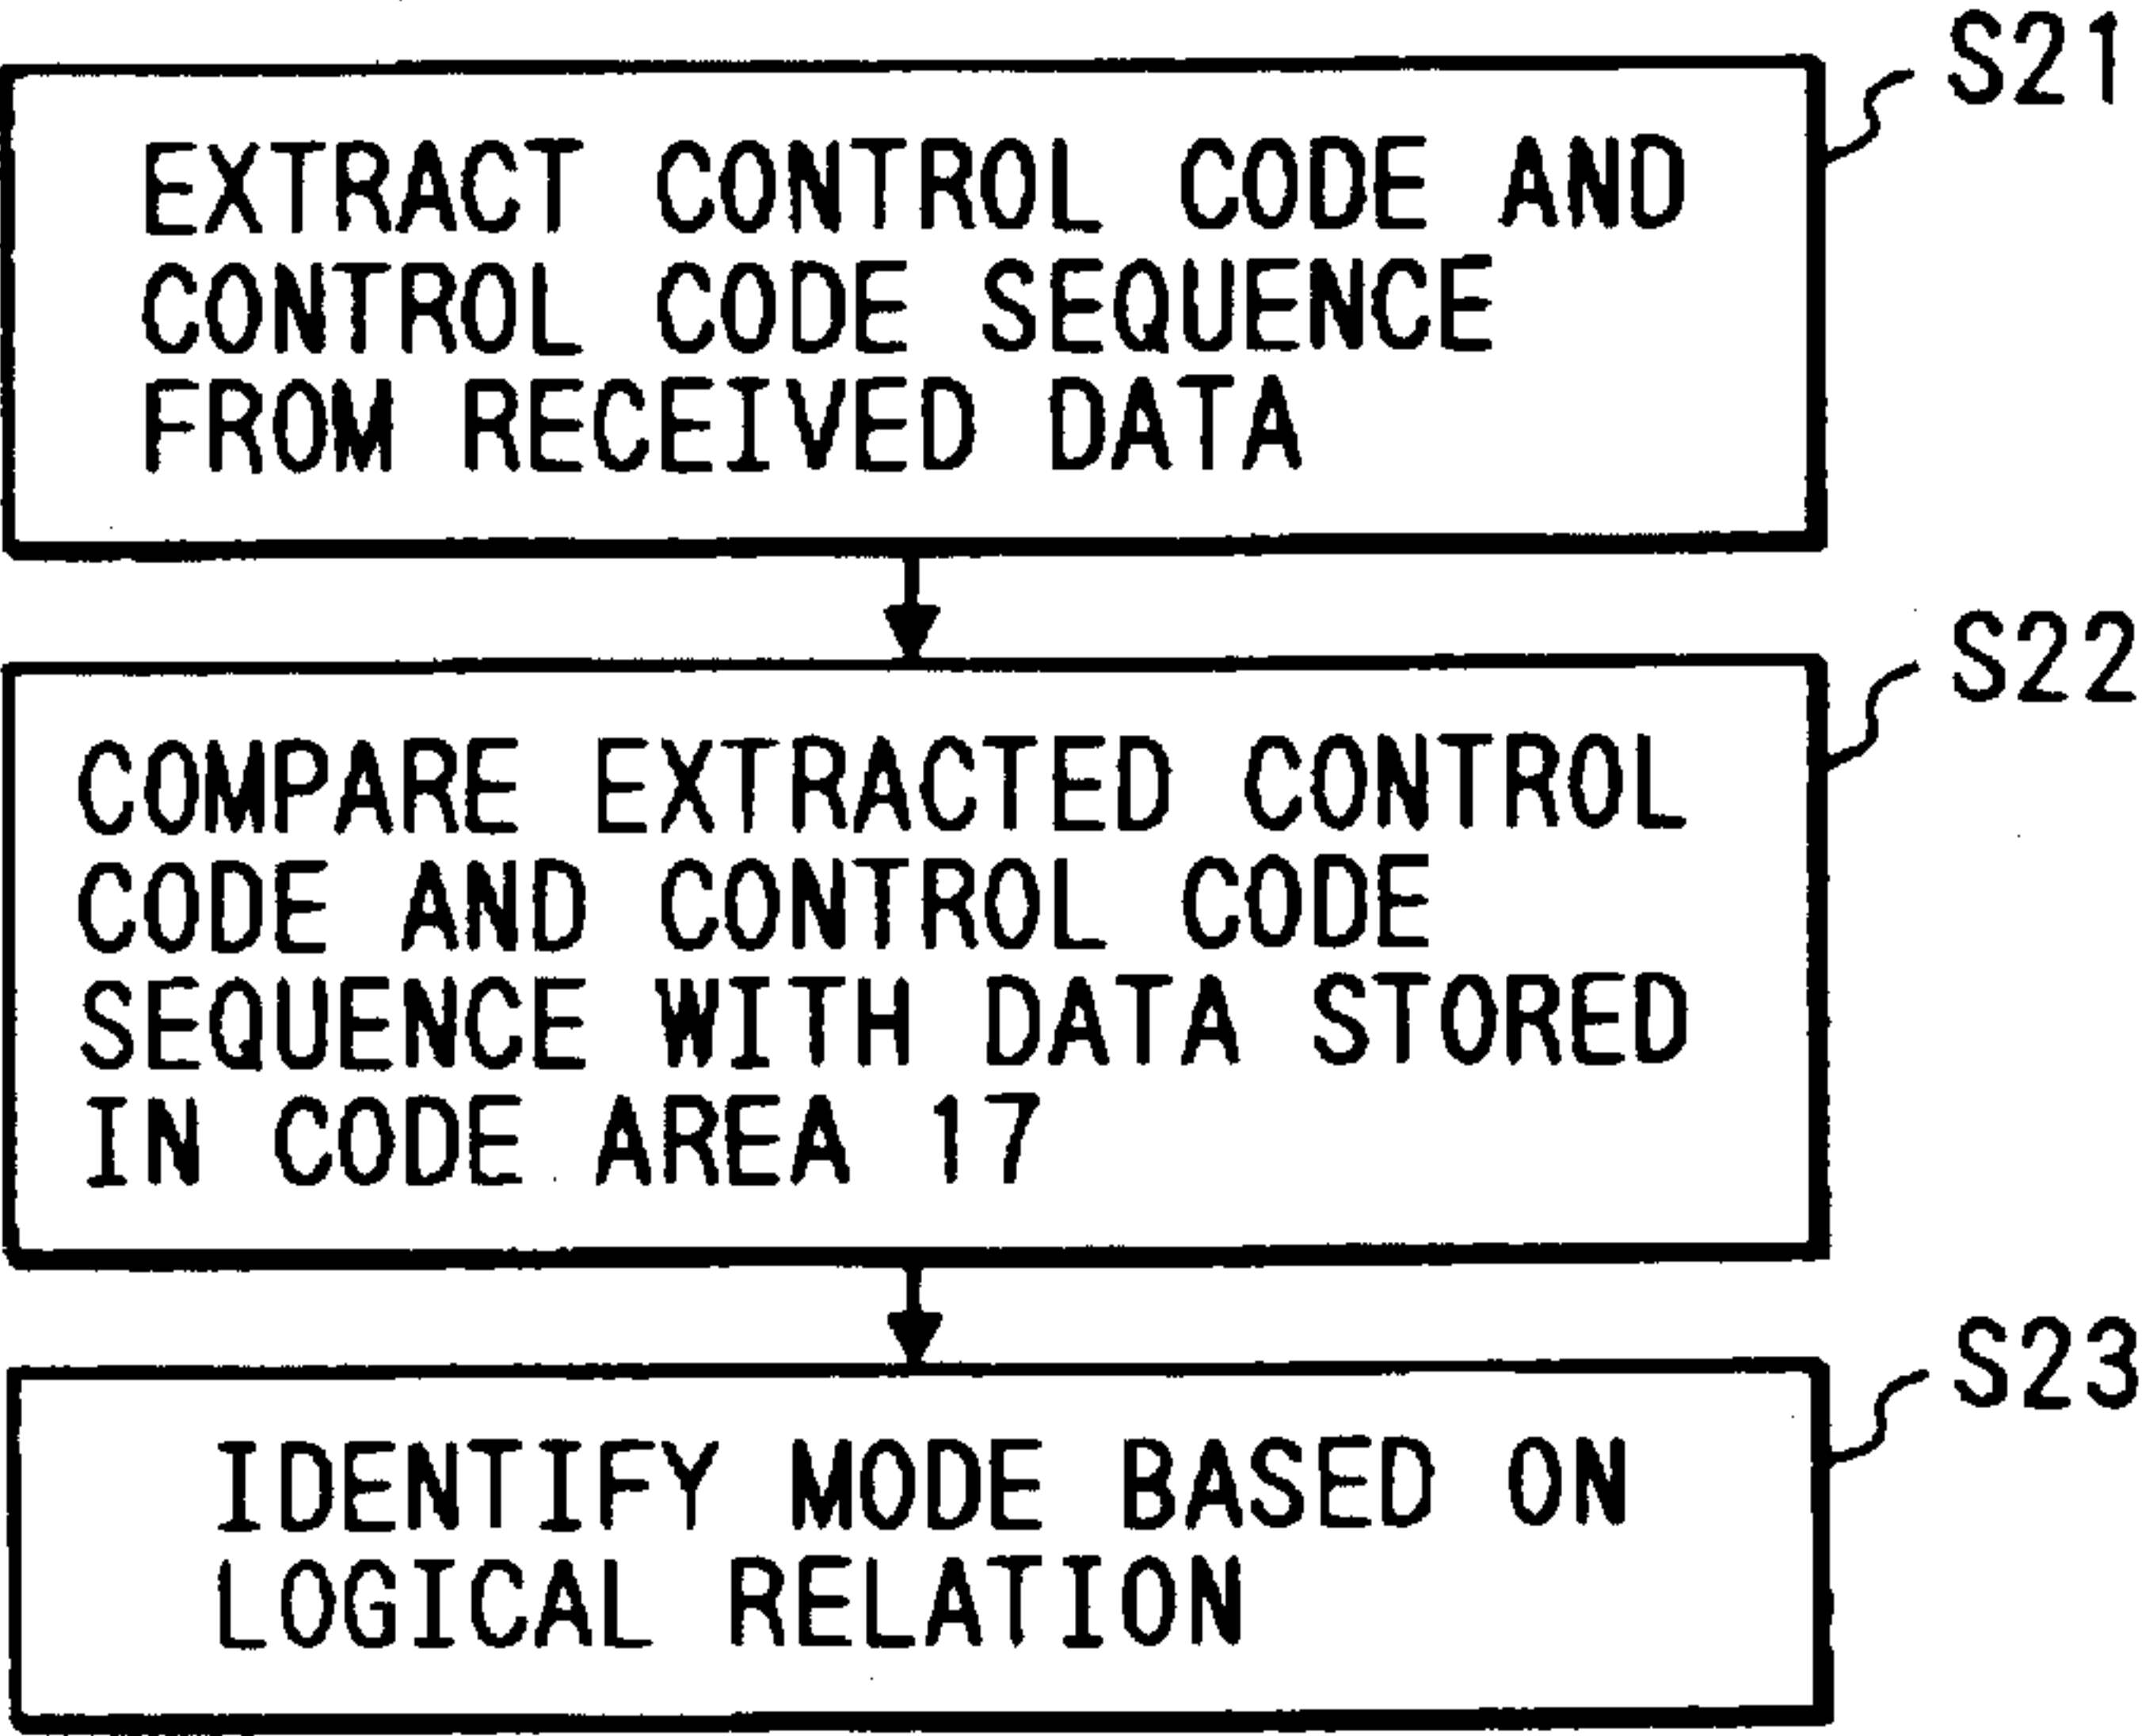 S21
EXTRACT CONTROL CODE AND
CONTROL CODE SEQUENCE
FROM RECEIVED DATA
S22
COMPARE EXTRACTED CONTROL
CODE AND CONTROL CODE
SEQUENCE WITH DATA STORED
IN CODE AREA 17
S23
IDENTIFY MODE BASED ON
LOGICAL RELATION